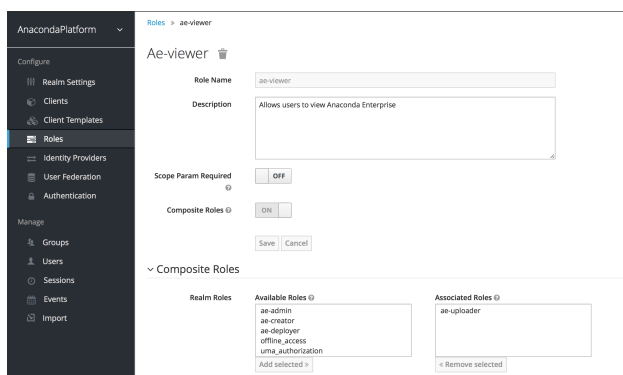 AnacondaPlatform
Configure
Realm Settings
Clients
Client Templates
Roles
Identity Providers
User Federation
Authentication
Manage
Groups
Users
Sessions
Events
Import
Roles » ae-viewer
Ae-viewer
Role Name
ae-viewer
Description
Allows users to view Anaconda Enterprise
Scope Param Required
OFF
Composite Roles
ON
Save Cancel
Composite Roles
Realm Roles
Available Roles
ae-admin
ae-creator
ae-deployer
offline_access
uma_authorization
Add selected >
Associated Roles
ae-uploader
< Remove selected